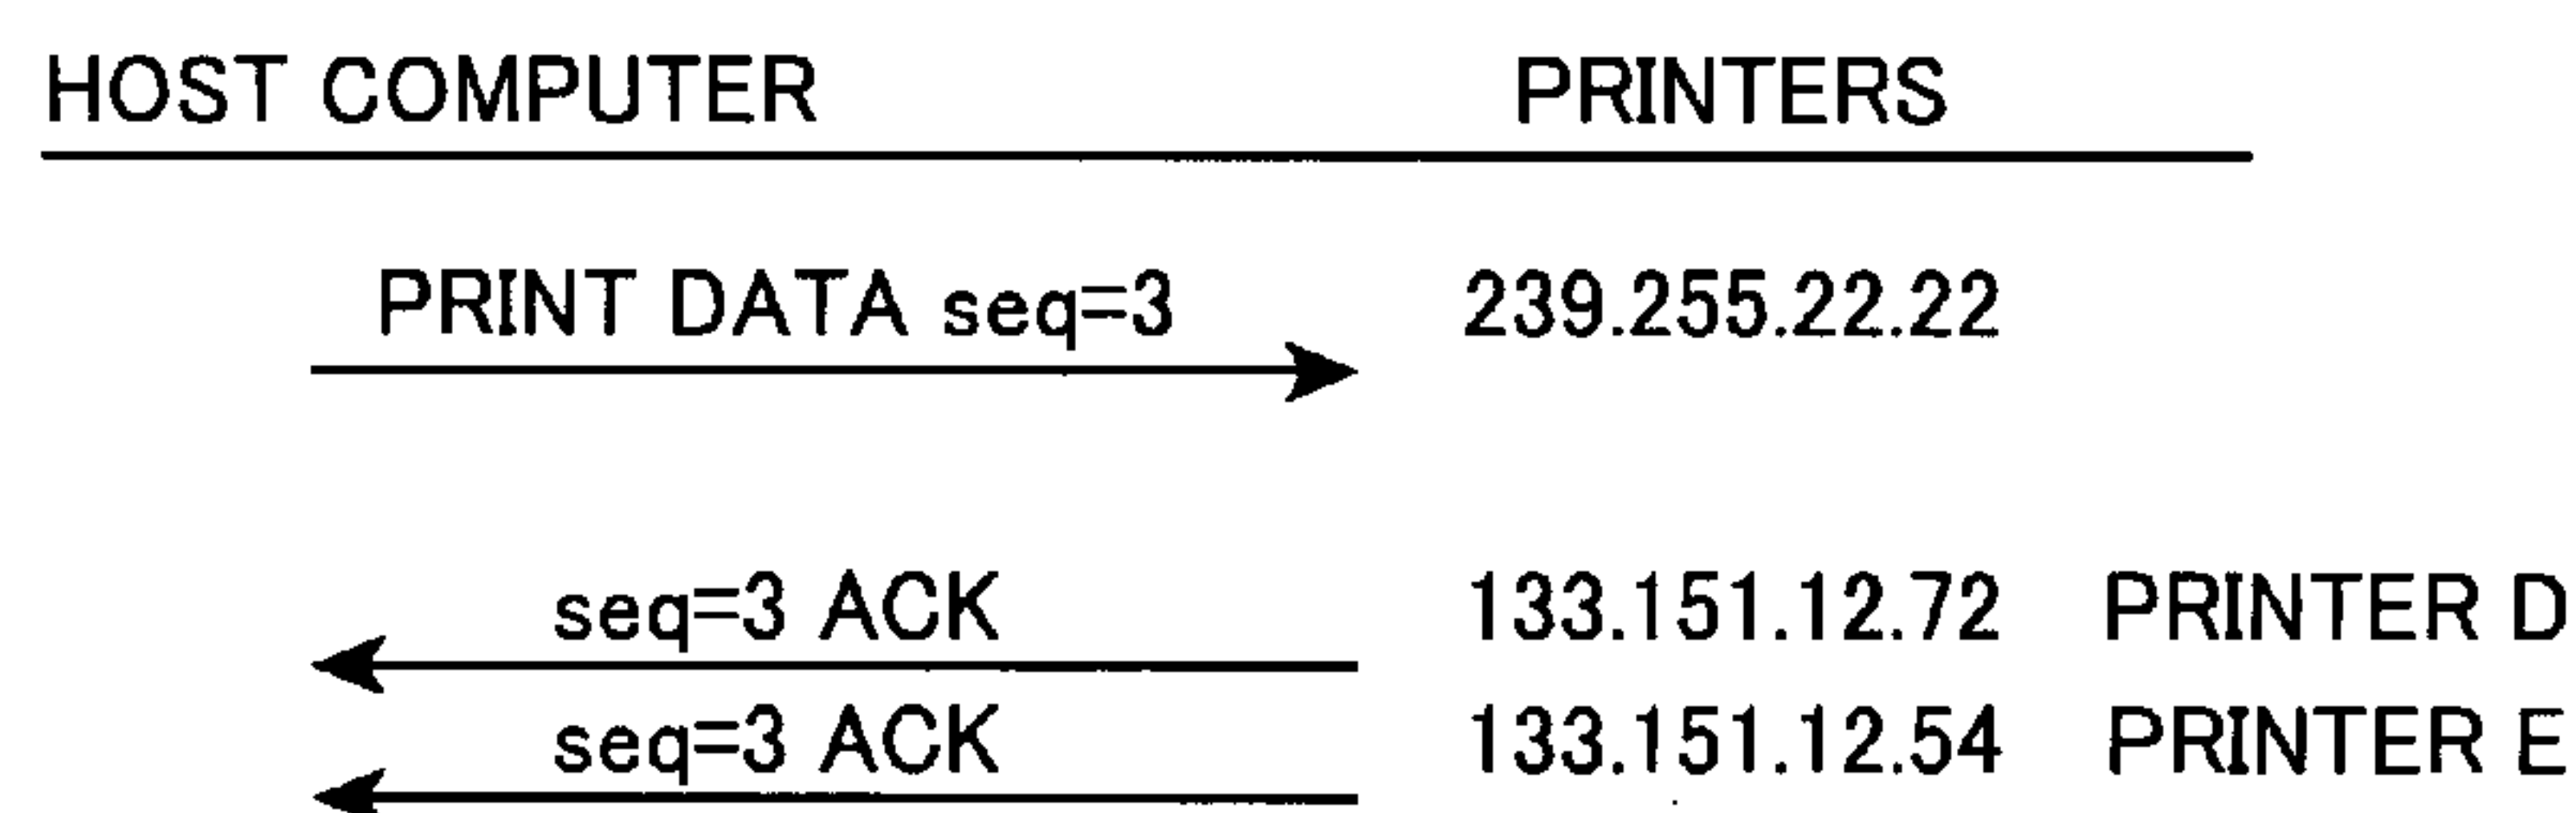 HOST COMPUTER PRINTERS
PRINT DATA seq=3 239.255.22.22
seq=3 ACK 133.151.12.72 PRINTER D
seq=3 ACK 133.151.12.54 PRINTER E